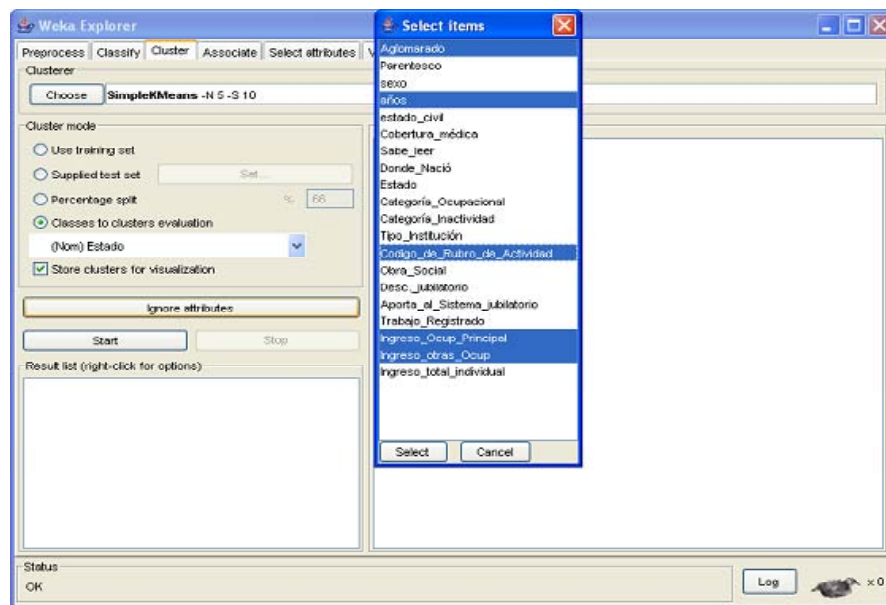 Weka Explorer
Preprocess Classify Cluster Associate Select attributes V
Clusterer
Choose SimpleKMeans -N 5 -S 10
Cluster mode
Use training set
Supplied test set Set...
Percentage split % 66
Classes to clusters evaluation
(Nom) Estado
Store clusters for visualization
Ignore attributes
Start Stop
Result list (right-click for options)
Select items
Aglomerado
Parentesco
sexo
años
estado_civil
Cobertura_médica
Sabe_leer
Donde_Nació
Estado
Categoría_Ocupacional
Categoría_Inactividad
Tipo_Institución
Codigo_de_Rubro_de_Actividad
Obra_Social
Desc._jubilatorio
Aporta_al_Sistema_jubilatorio
Trabajo_Registrado
Ingreso_Ocup_Principal
Ingreso_otras_Ocup
Ingreso_total_individual
Select Cancel
Status
OK
Log x 0